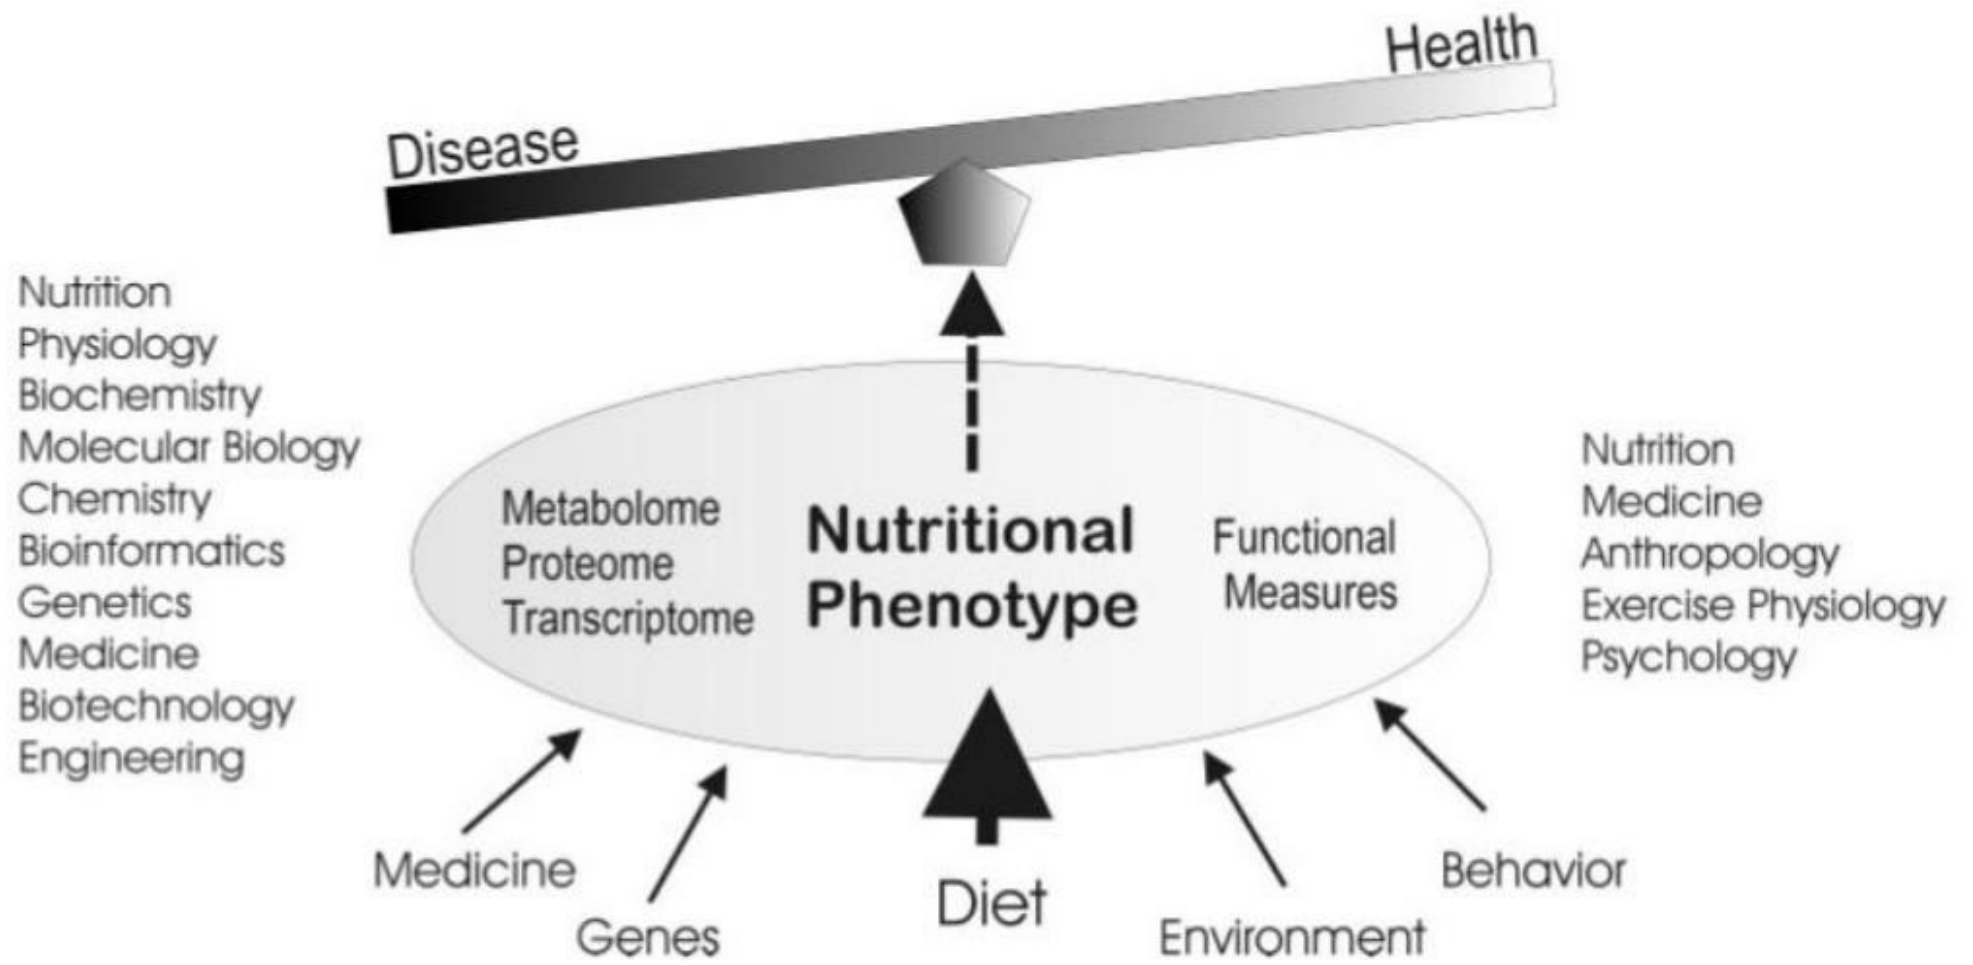 Health
Disease
Nutrition
Physiology
Biochemistry
Molecular Biology
Chemistry
Bioinformatics
Genetics
Medicine
Biotechnology
Engineering
Metabolome
Proteome
Transcriptome
Nutritional
Phenotype
Functional
Measures
Nutrition
Medicine
Anthropology
Exercise Physiology
Psychology
Medicine
Genes
Diet
Environment
Behavior